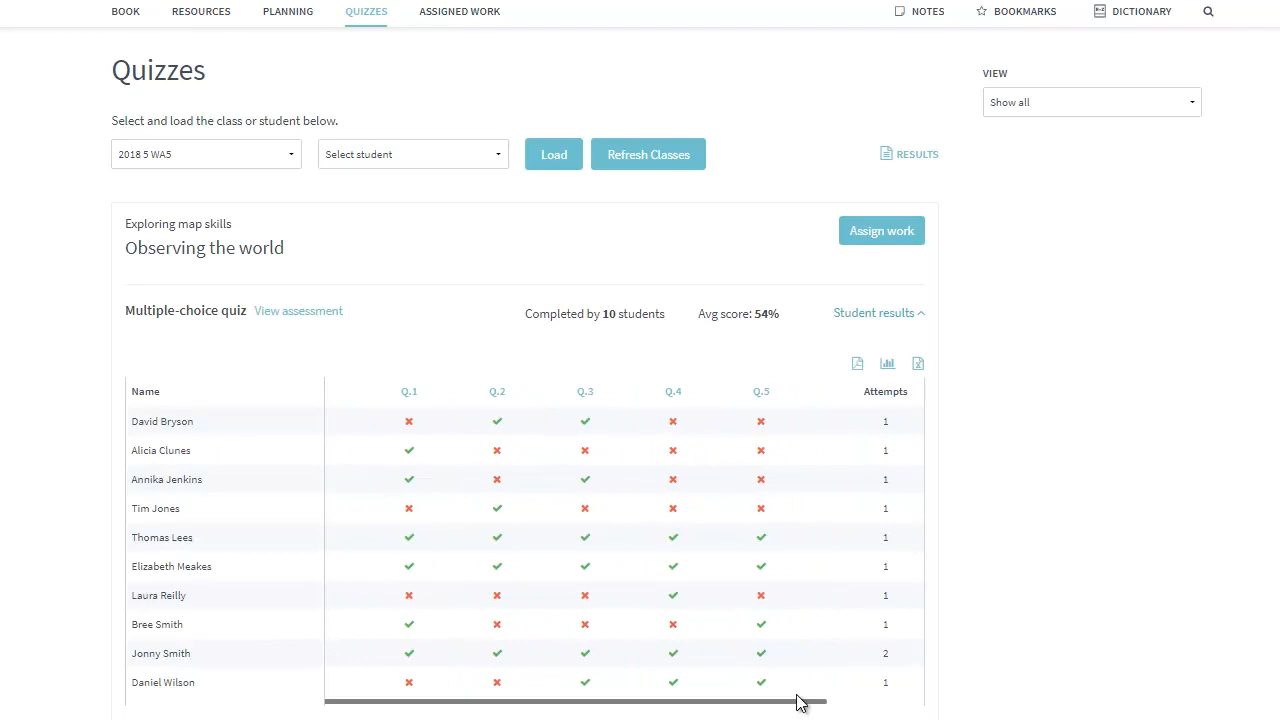 BOOK RESOURCES PLANNING QUIZZES ASSIGNED WORK NOTES BOOKMARKS DICTIONARY
Quizzes
VIEW
Show all
Select and load the class or student below.
2018 5 WA5 Select student Load Refresh Classes RESULTS
Exploring map skills
Observing the world
Assign work
Multiple-choice quiz View assessment Completed by 10 students Avg score: 54% Student results
Name Q.1 Q.2 Q.3 Q.4 Q.5 Attempts
David Bryson 1
Alicia Clunes 1
Annika Jenkins 1
Tim Jones 1
Thomas Lees 1
Elizabeth Meakes 1
Laura Reilly 1
Bree Smith 1
Jonny Smith 2
Daniel Wilson 1